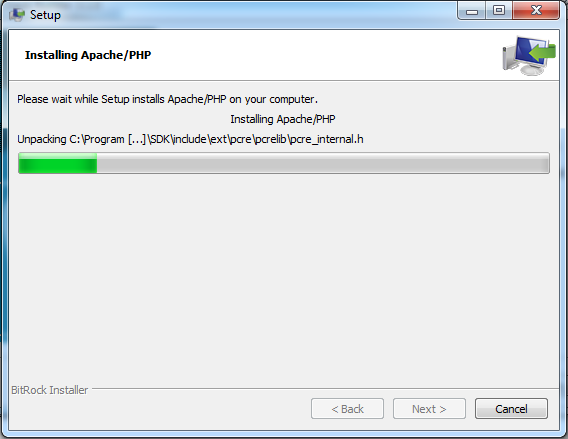 Setup
Installing Apache/PHP
Please wait while Setup installs Apache/PHP on your computer.
Installing Apache/PHP
Unpacking C:\Program [...]\SDK\include\ext\pcre\pcrelib\pcre_internal.h
BitRock Installer
< Back
Next >
Cancel